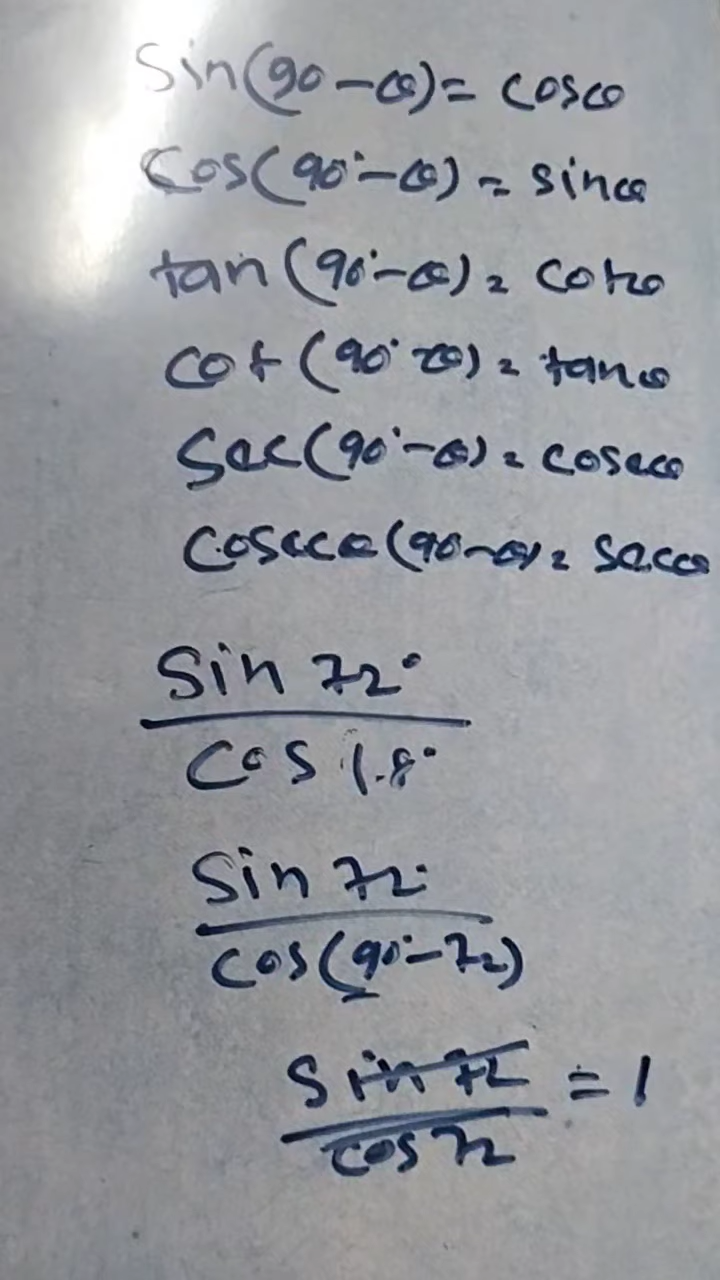 Sin(90-θ)= cosθ
Cos(90°-θ) = sinθ
tan(90°-θ) = cotθ
cot(90°-θ) = tanθ
Sec(90°-θ) = cosecθ
Cosece(90-θ) = secθ
Sin 72°
Cos 18°
Sin 72°
cos(90°-72)
Sin 72 = 1
cos 72